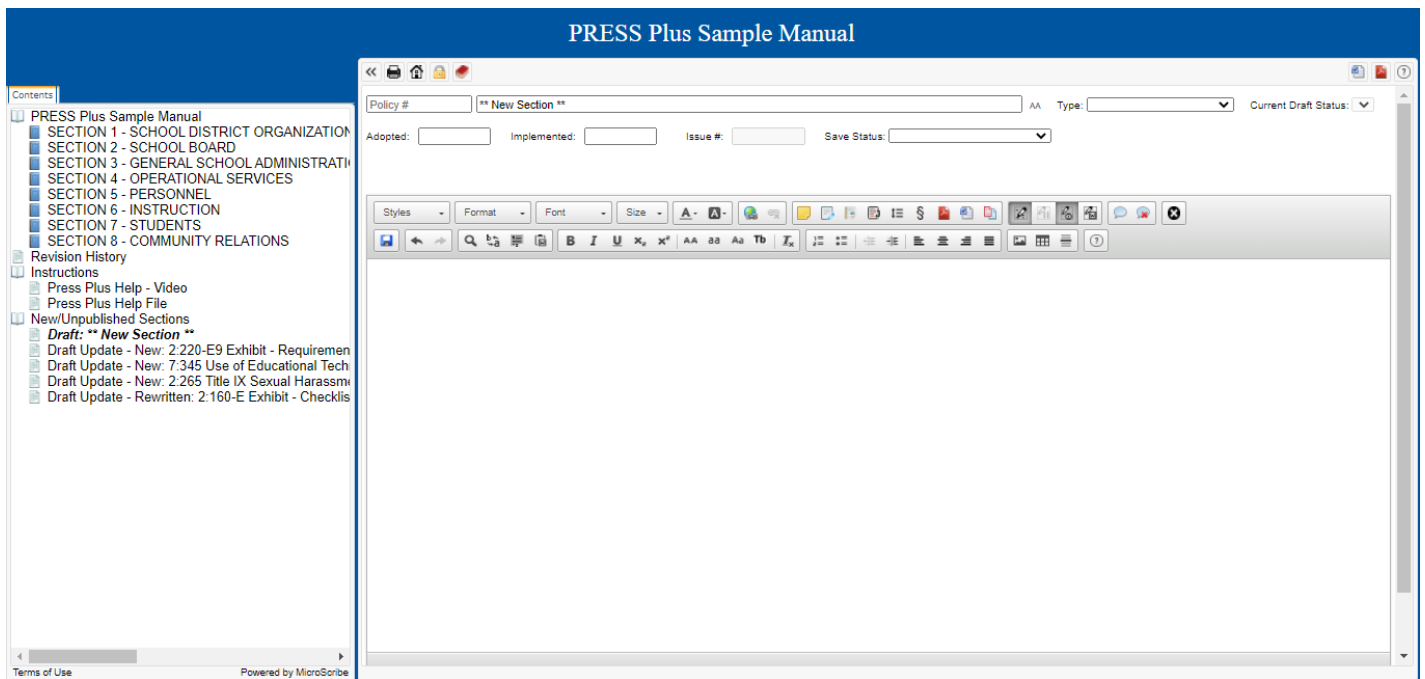 PRESS Plus Sample Manual
Contents
PRESS Plus Sample Manual
SECTION 1 - SCHOOL DISTRICT ORGANIZATION
SECTION 2 - SCHOOL BOARD
SECTION 3 - GENERAL SCHOOL ADMINISTRATI
SECTION 4 - OPERATIONAL SERVICES
SECTION 5 - PERSONNEL
SECTION 6 - INSTRUCTION
SECTION 7 - STUDENTS
SECTION 8 - COMMUNITY RELATIONS
Revision History
Instructions
Press Plus Help - Video
Press Plus Help File
New/Unpublished Sections
Draft: ** New Section **
Draft Update - New: 2:220-E9 Exhibit - Requiremen
Draft Update - New: 7:345 Use of Educational Tech
Draft Update - New: 2:265 Title IX Sexual Harassme
Draft Update - Rewritten: 2:160-E Exhibit - Checklis
Terms of Use Powered by MicroScribe
Policy # ** New Section ** AA Type: Current Draft Status:
Adopted: Implemented: Issue #: Save Status:
Styles Format Font Size A A §
B I U x₂ x² AA aa Aa Tb Tx